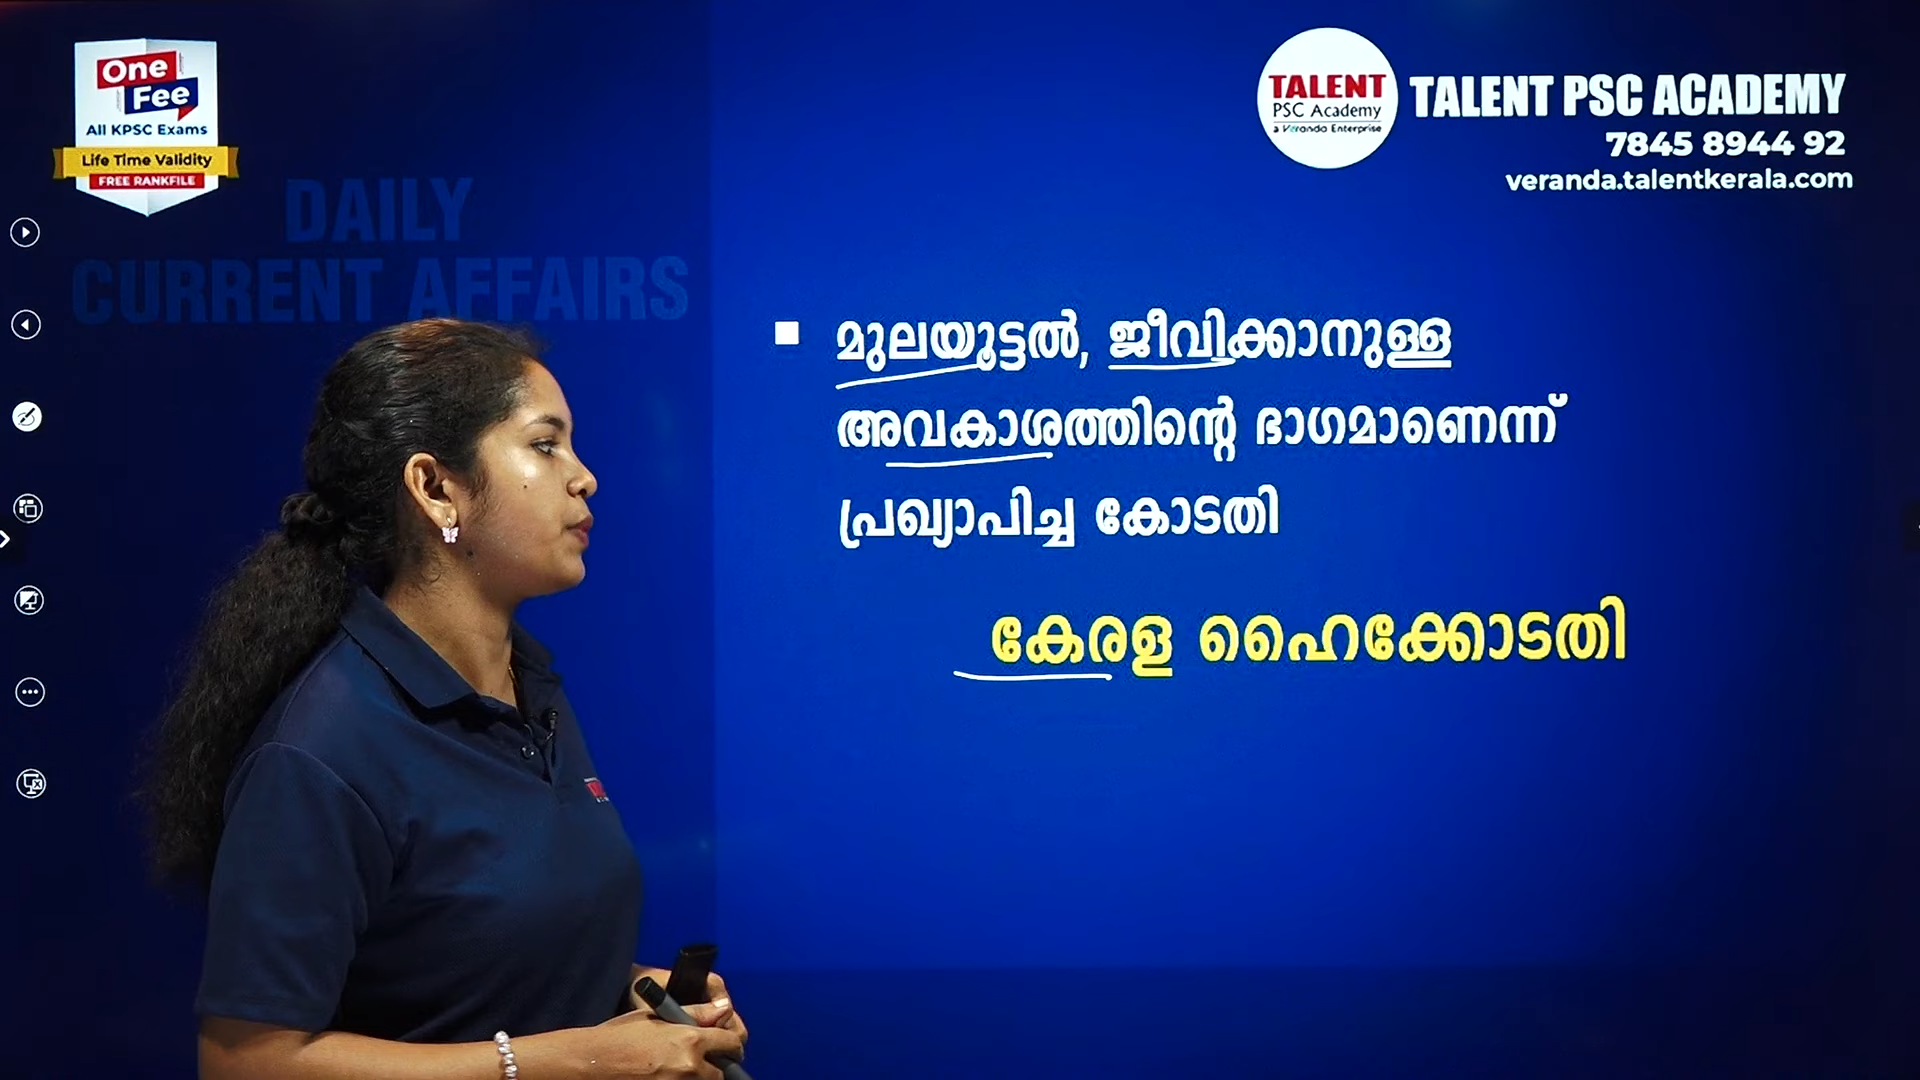 One
Fee
All KPSC Exams
Life Time Validity
FREE RANKFILE
TALENT
PSC Academy
a Veranda Enterprise
TALENT PSC ACADEMY
7845 8944 92
veranda.talentkerala.com
DAILY
CURRENT AFFAIRS
മുലയൂട്ടൽ, ജീവിക്കാനുള്ള
അവകാശത്തിന്റെ ഭാഗമാണെന്ന്
പ്രഖ്യാപിച്ച കോടതി
കേരള ഹൈക്കോടതി